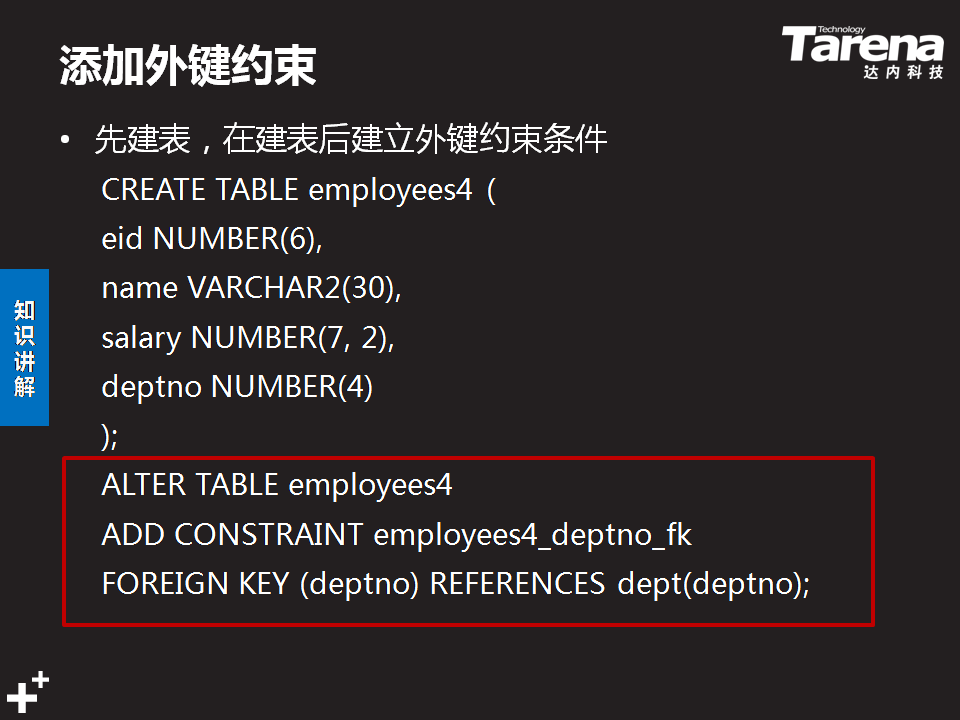 添加外键约束
Technology
Tarena
达内科技
• 先建表，在建表后建立外键约束条件
CREATE TABLE employees4（
eid NUMBER(6),
name VARCHAR2(30),
salary NUMBER(7, 2),
deptno NUMBER(4)
);
知识讲解
ALTER TABLE employees4
ADD CONSTRAINT employees4_deptno_fk
FOREIGN KEY (deptno) REFERENCES dept(deptno);